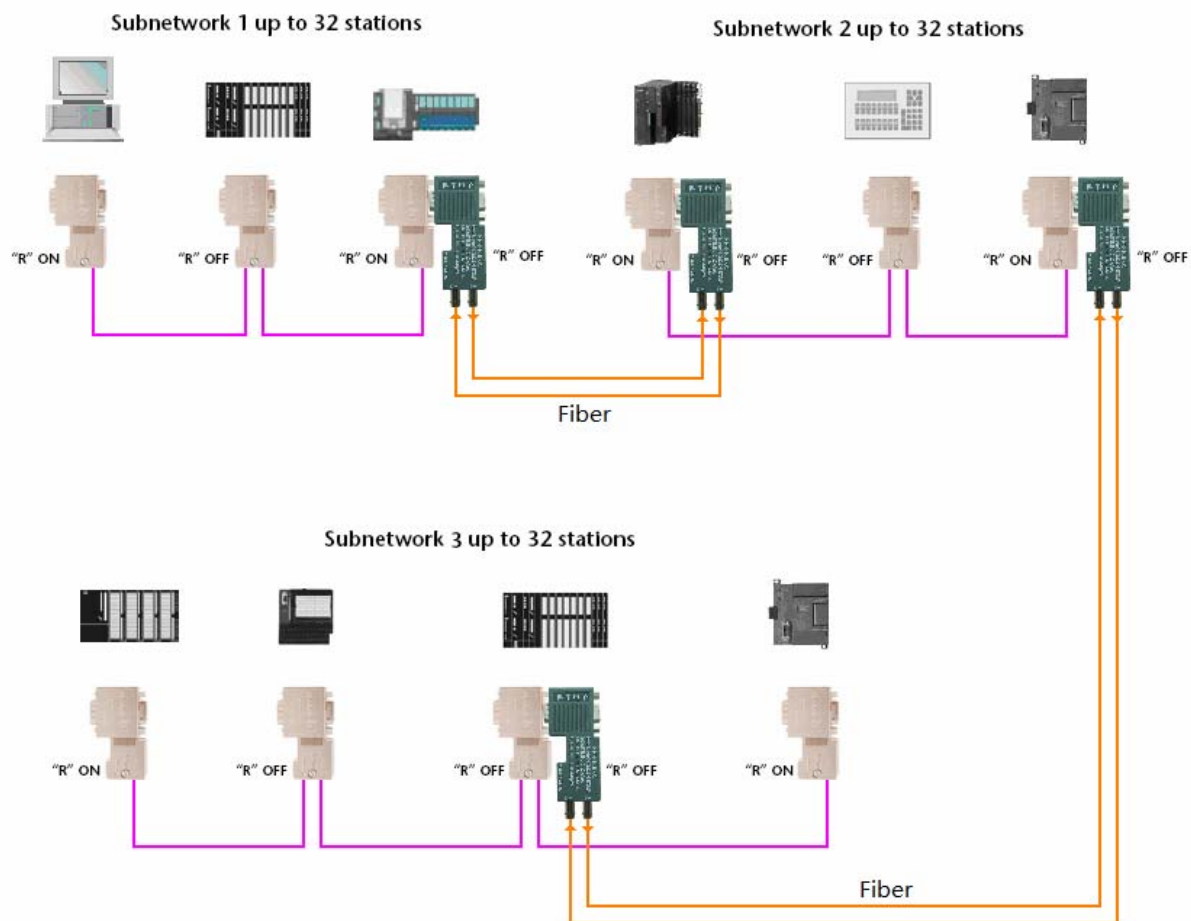 Subnetwork 1 up to 32 stations
Subnetwork 2 up to 32 stations
“R” ON
“R” OFF
“R” ON
“R” OFF
“R” ON
“R” OFF
“R” OFF
“R” ON
“R” OFF
Fiber
Subnetwork 3 up to 32 stations
“R” ON
“R” OFF
“R” OFF
“R” OFF
“R” ON
Fiber